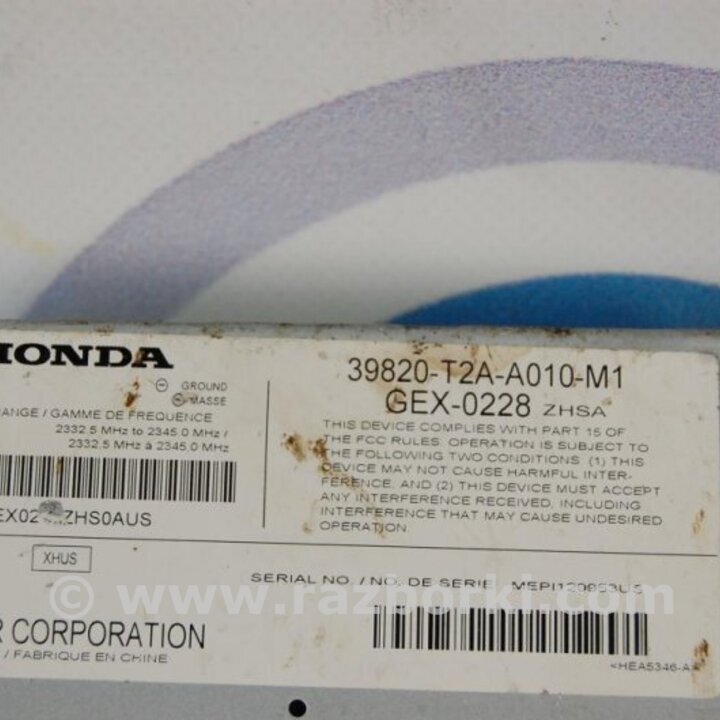 HONDA
39820-T2A-A010-M1
GEX-0228 ZHSA
GROUND
MASSE
/ GAMME DE FREQUENCE
2332.5 MHz to 2345.0 MHz /
2332.5 MHz à 2345.0 MHz
THIS DEVICE COMPLIES WITH PART 15 OF
THE FCC RULES. OPERATION IS SUBJECT TO
THE FOLLOWING TWO CONDITIONS. (1) THIS
DEVICE MAY NOT CAUSE HARMFUL INTER-
FERENCE, AND (2) THIS DEVICE MUST ACCEPT
ANY INTERFERENCE RECEIVED, INCLUDING
INTERFERENCE THAT MAY CAUSE UNDESIRED
OPERATION.
XHUS
SERIAL NO. / NO. DE SERIE
© www.razborki.com
CORPORATION
/ FABRIQUE EN CHINE
<HEA5346-A>